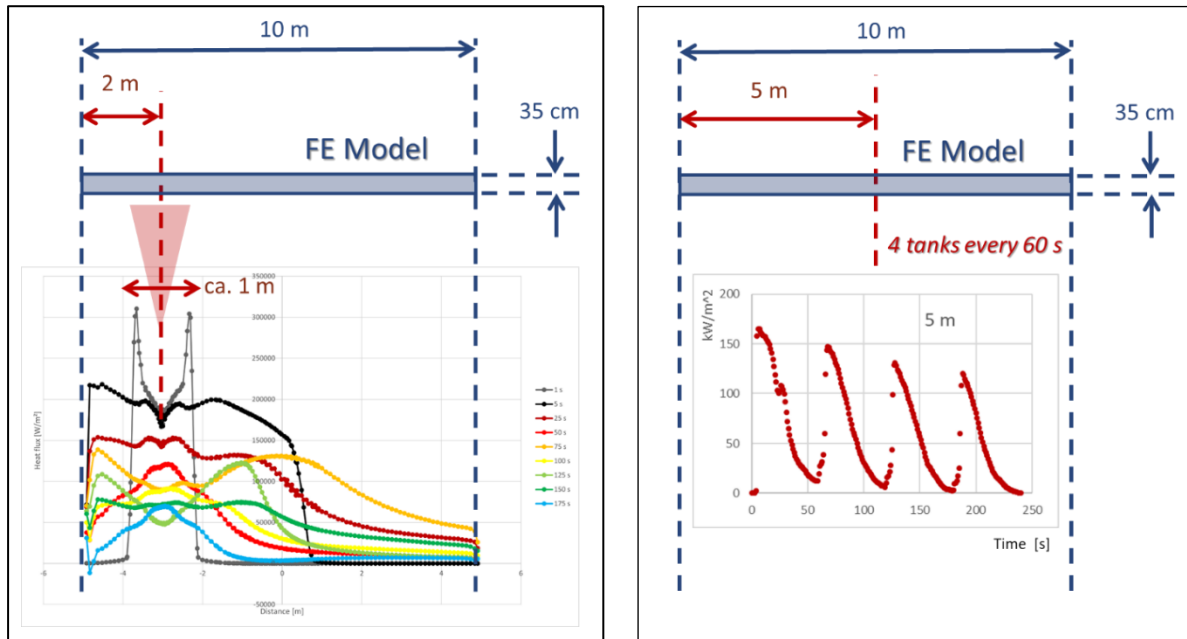 10 m
2 m
35 cm
FE Model
ca. 1 m
350000
300000
250000
200000
150000
100000
50000
0
-50000
Heat flux [W/m²]
-6
-4
-2
0
2
4
6
Distance [m]
1 s
5 s
25 s
50 s
75 s
100 s
125 s
150 s
175 s
10 m
5 m
35 cm
FE Model
4 tanks every 60 s
kW/m^2
200
150
100
50
0
5 m
0
50
100
150
200
250
Time [s]